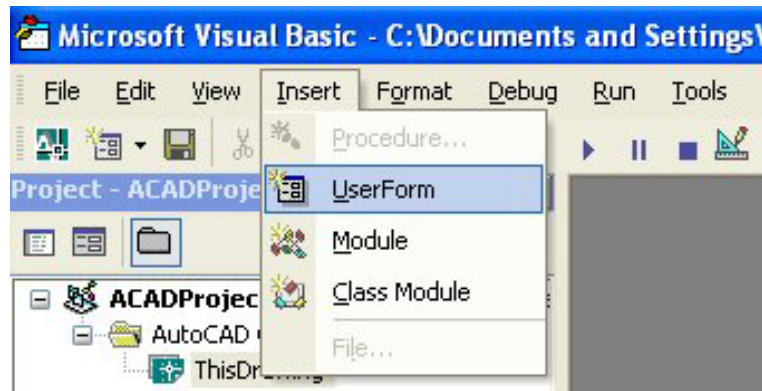 Microsoft Visual Basic - C:\Documents and Settings\
File Edit View Insert Format Debug Run Tools
Procedure...
Project - ACADProje
UserForm
Module
ACADProjec
Class Module
AutoCAD
File...
ThisDrawing